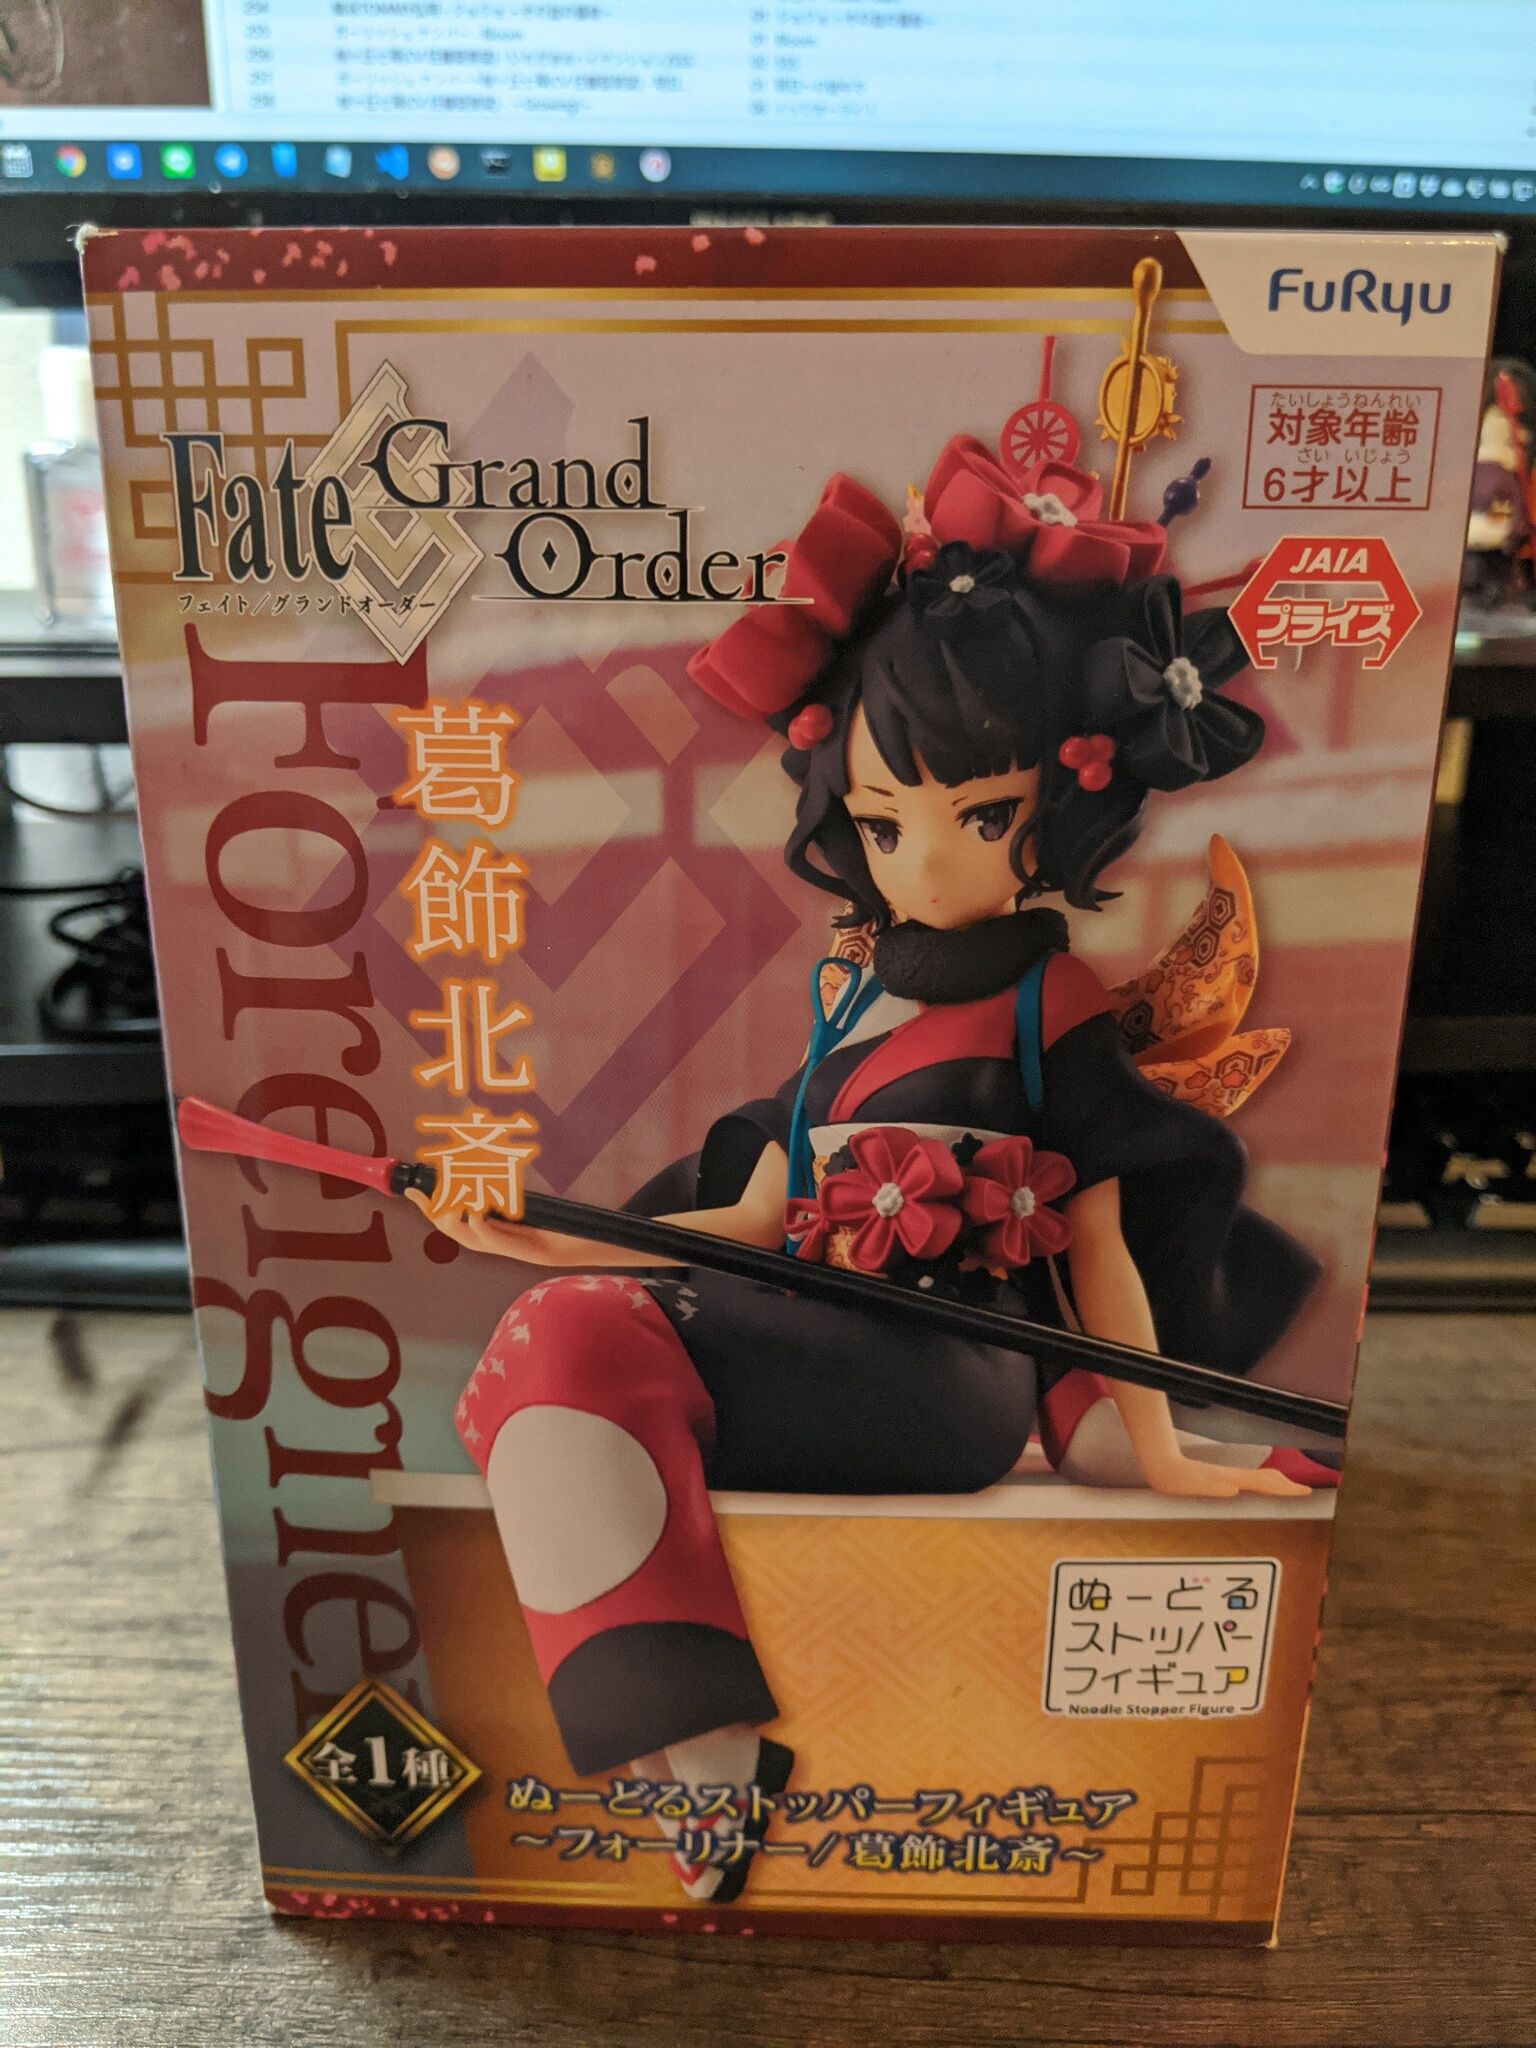 FuRyu
たいしょうねんれい
対象年齢
さい いじょう
6才以上
JAIA
プライズ
Fate
Grand
Order
フェイト/グランドオーダー
Foreigner
葛飾北斎
ぬーどる
ストッパー
フィギュア
Noodle Stopper Figure
全1種
ぬーどるストッパーフィギュア
~フォーリナー/葛飾北斎~